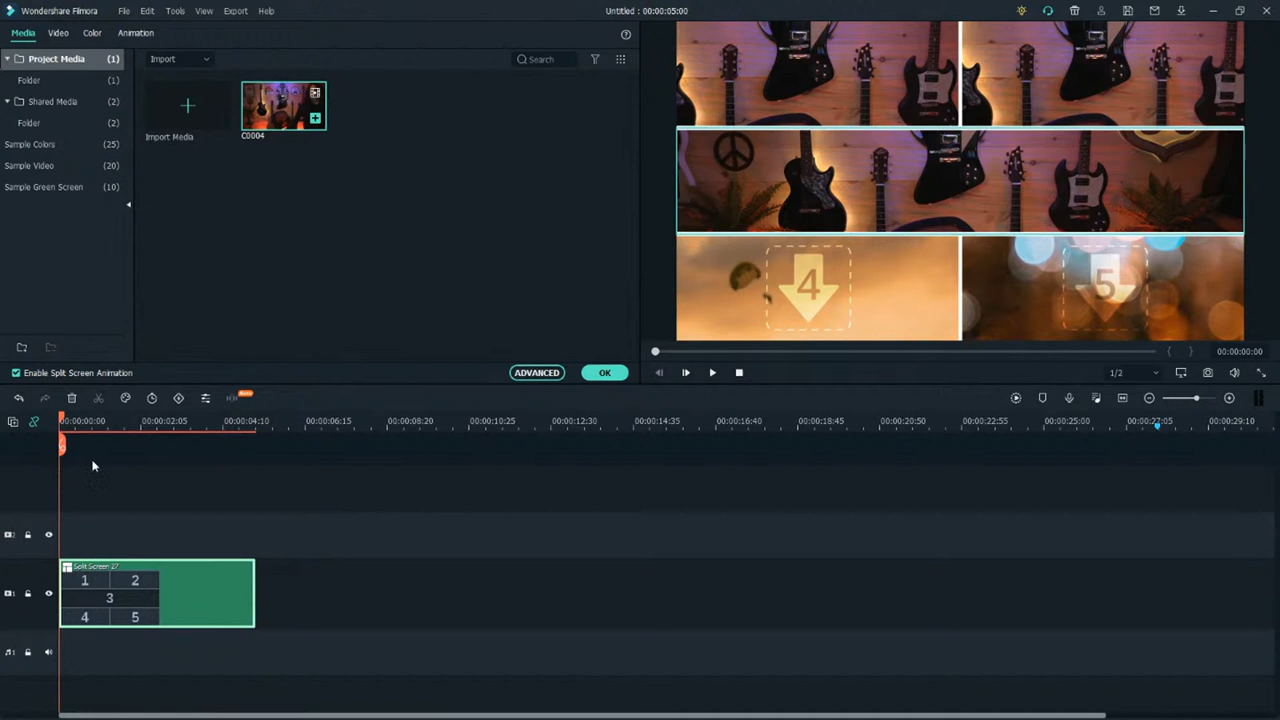 Wondershare Filmora File Edit Tools View Export Help Untitled : 00:00:05:00
Media Video Color Animation
Project Media (1) Import Search
Folder (1)
Shared Media (2)
Folder (2)
Import Media C0004
Sample Colors (25)
Sample Video (20)
Sample Green Screen (10)
4 5
00:00:00:00
Enable Split Screen Animation ADVANCED OK 1/2
Beta
00:00:00:00 00:00:02:05 00:00:04:10 00:00:06:15 00:00:08:20 00:00:10:25 00:00:12:30 00:00:14:35 00:00:16:40 00:00:18:45 00:00:20:50 00:00:22:55 00:00:25:00 00:00:27:05 00:00:29:10
2
Split Screen 27
1 2
1 3
4 5
1